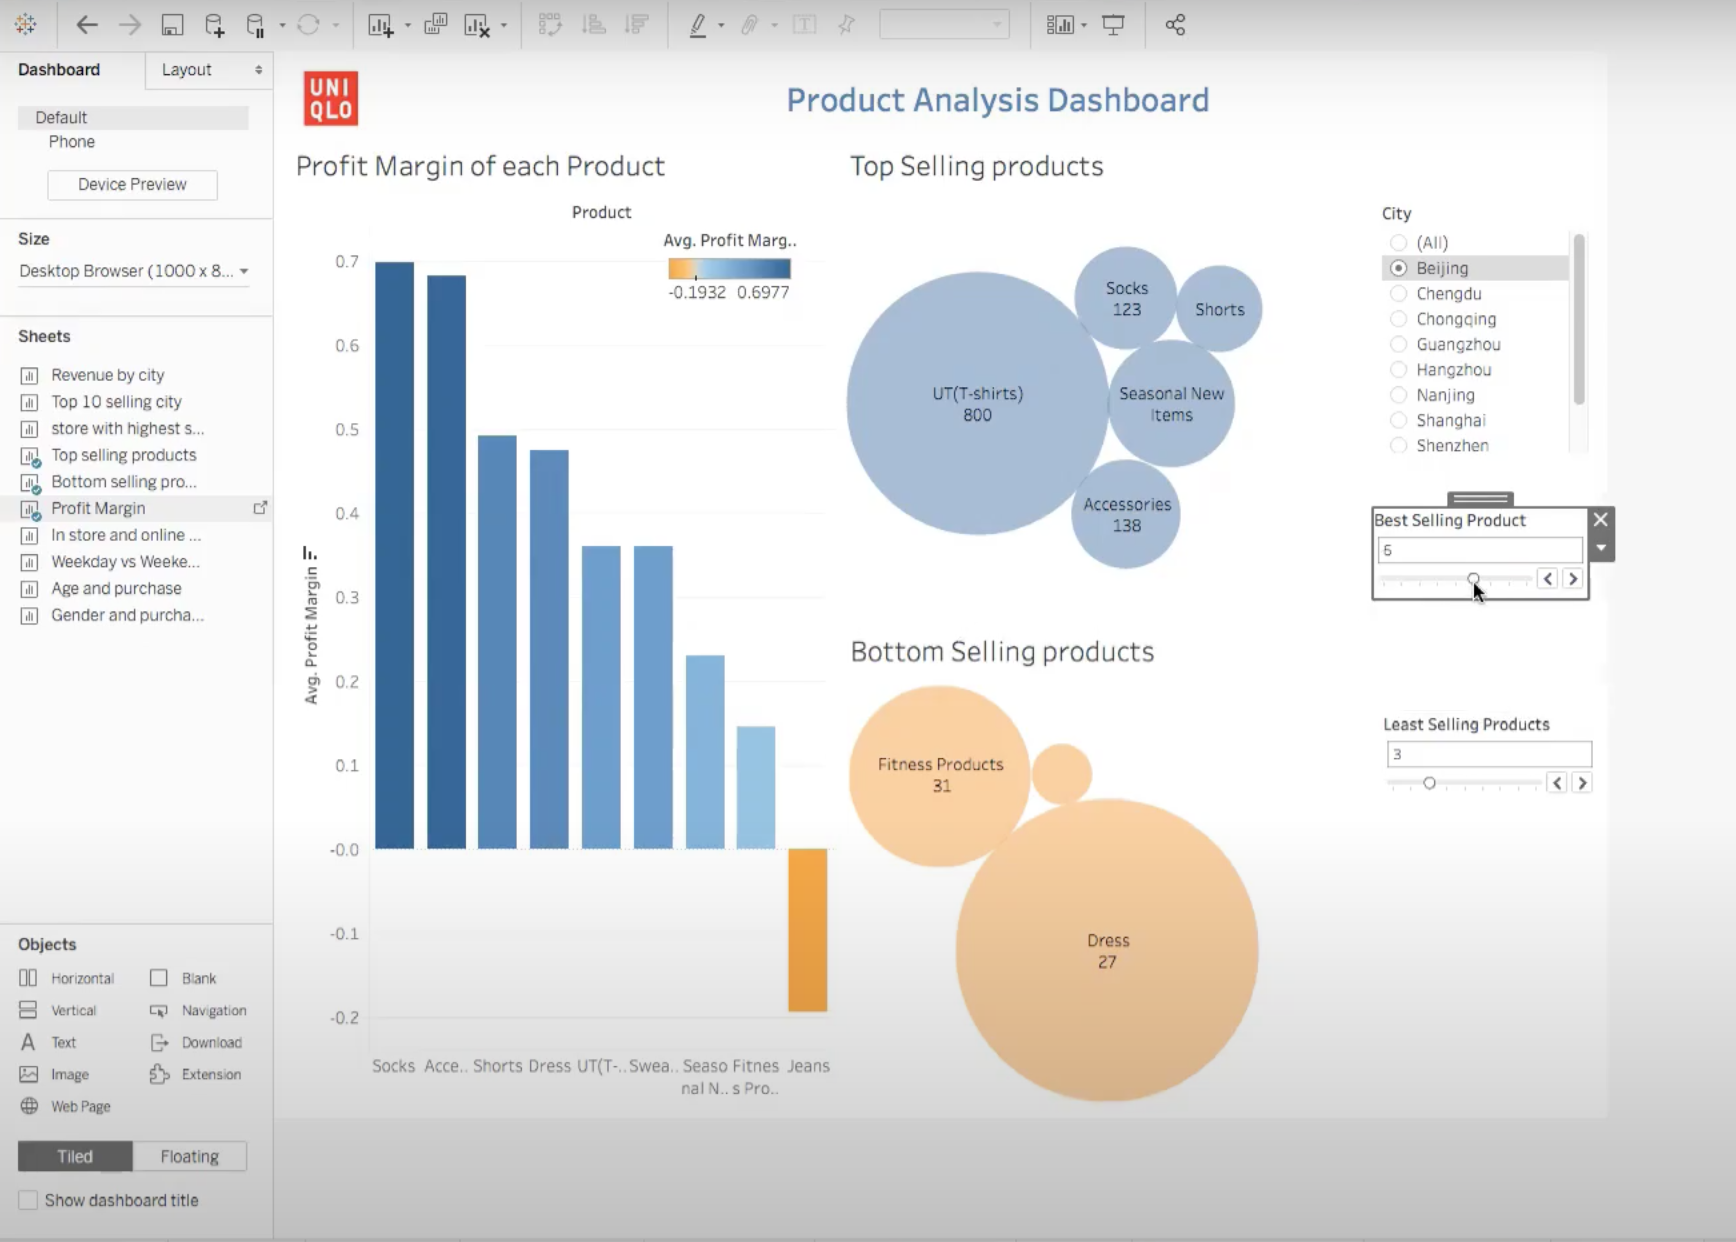 Dashboard
Layout
UNI
QLO
Product Analysis Dashboard
Default
Phone
Device Preview
Size
Desktop Browser (1000 x 8...
Sheets
Revenue by city
Top 10 selling city
store with highest s...
Top selling products
Bottom selling pro...
Profit Margin
In store and online ...
Weekday vs Weeke...
Age and purchase
Gender and purcha...
Objects
Horizontal
Blank
Vertical
Navigation
Text
Download
Image
Extension
Web Page
Tiled
Floating
Show dashboard title
Profit Margin of each Product
Product
Avg. Profit Marg..
-0.1932 0.6977
Avg. Profit Margin
0.7
0.6
0.5
0.4
0.3
0.2
0.1
-0.0
-0.1
-0.2
Socks
Acce..
Shorts
Dress
UT(T-..
Swea..
Seaso
nal N..
Fitnes
s Pro..
Jeans
Top Selling products
Socks
123
Shorts
UT(T-shirts)
800
Seasonal New
Items
Accessories
138
Bottom Selling products
Fitness Products
31
Dress
27
City
(All)
Beijing
Chengdu
Chongqing
Guangzhou
Hangzhou
Nanjing
Shanghai
Shenzhen
Best Selling Product
Least Selling Products
3